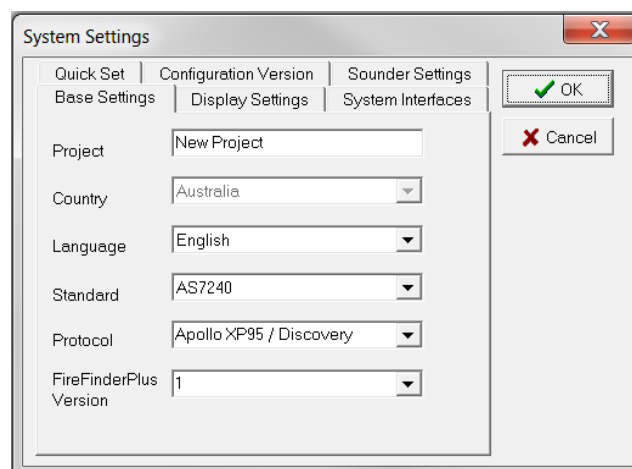 System Settings
Quick Set Configuration Version Sounder Settings
Base Settings Display Settings System Interfaces
OK
Cancel
Project New Project
Country Australia
Language English
Standard AS7240
Protocol Apollo XP95 / Discovery
FireFinderPlus
Version 1